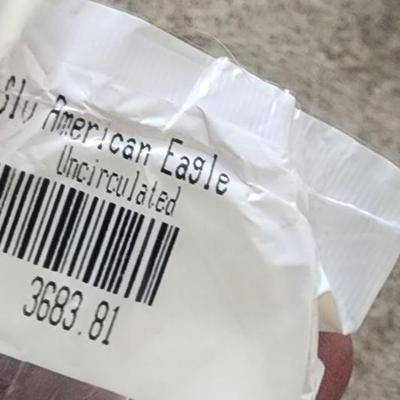 Slv American Eagle
Uncirculated
3683.81